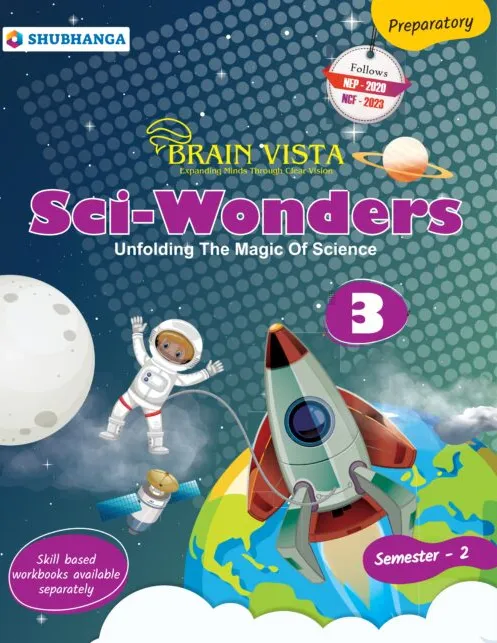 SHUBHANGA
Preparatory
Follows
NEP - 2020
NCF - 2023
BRAIN VISTA
Expanding Minds Through Clear Vision
Sci-Wonders
Unfolding The Magic Of Science
3
Semester - 2
Skill based
workbooks available
separately